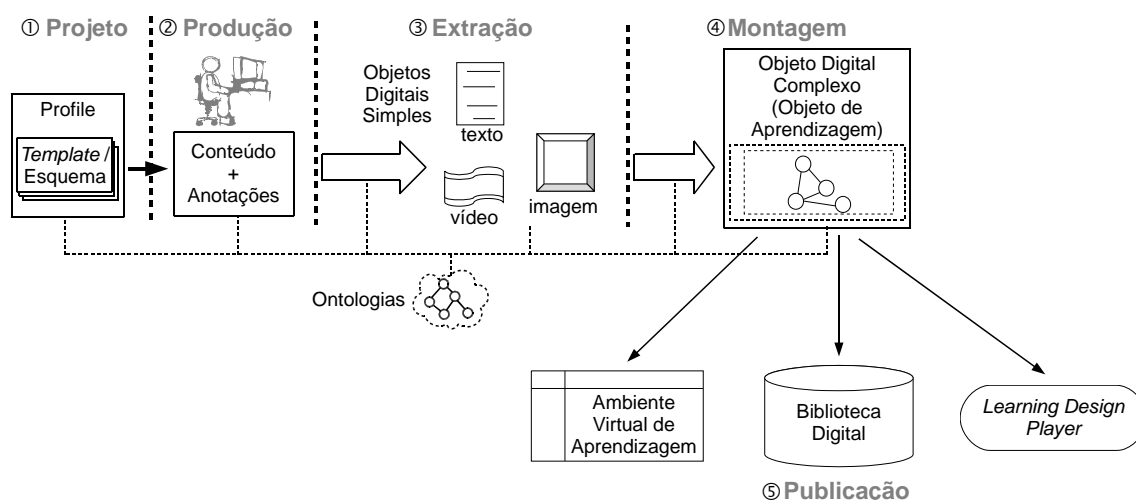 ① Projeto
② Produção
③ Extração
④ Montagem
Profile
Template /
Esquema
Conteúdo
+
Anotações
Objetos
Digitais
Simples
texto
vídeo
imagem
Objeto Digital
Complexo
(Objeto de
Aprendizagem)
Ontologias
Ambiente
Virtual de
Aprendizagem
Biblioteca
Digital
Learning Design
Player
⑤ Publicação